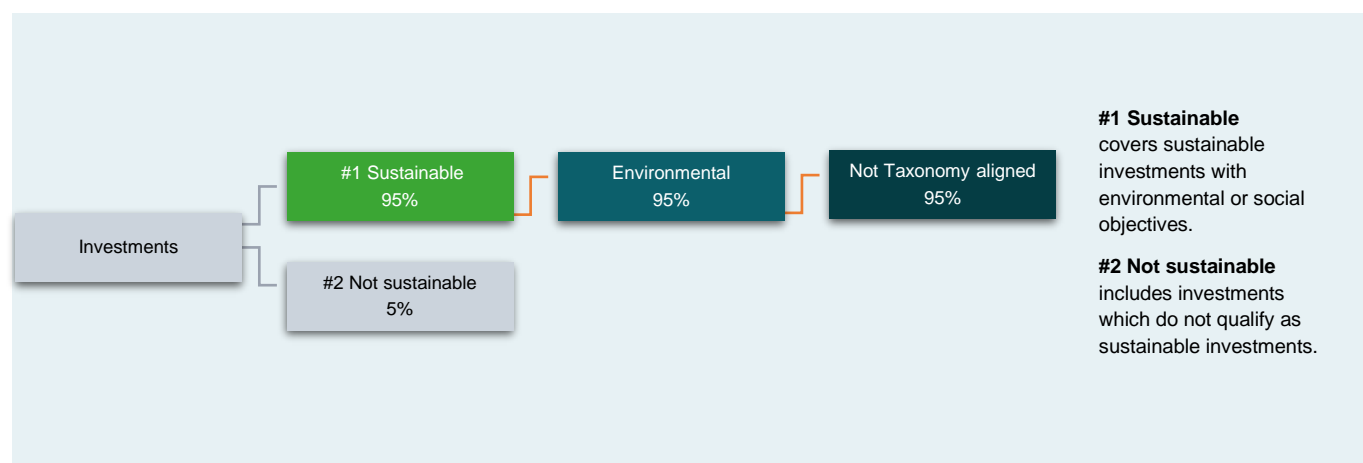 Investments
#1 Sustainable
95%
Environmental
95%
Not Taxonomy aligned
95%
#2 Not sustainable
5%
#1 Sustainable
covers sustainable
investments with
environmental or social
objectives.
#2 Not sustainable
includes investments
which do not qualify as
sustainable investments.